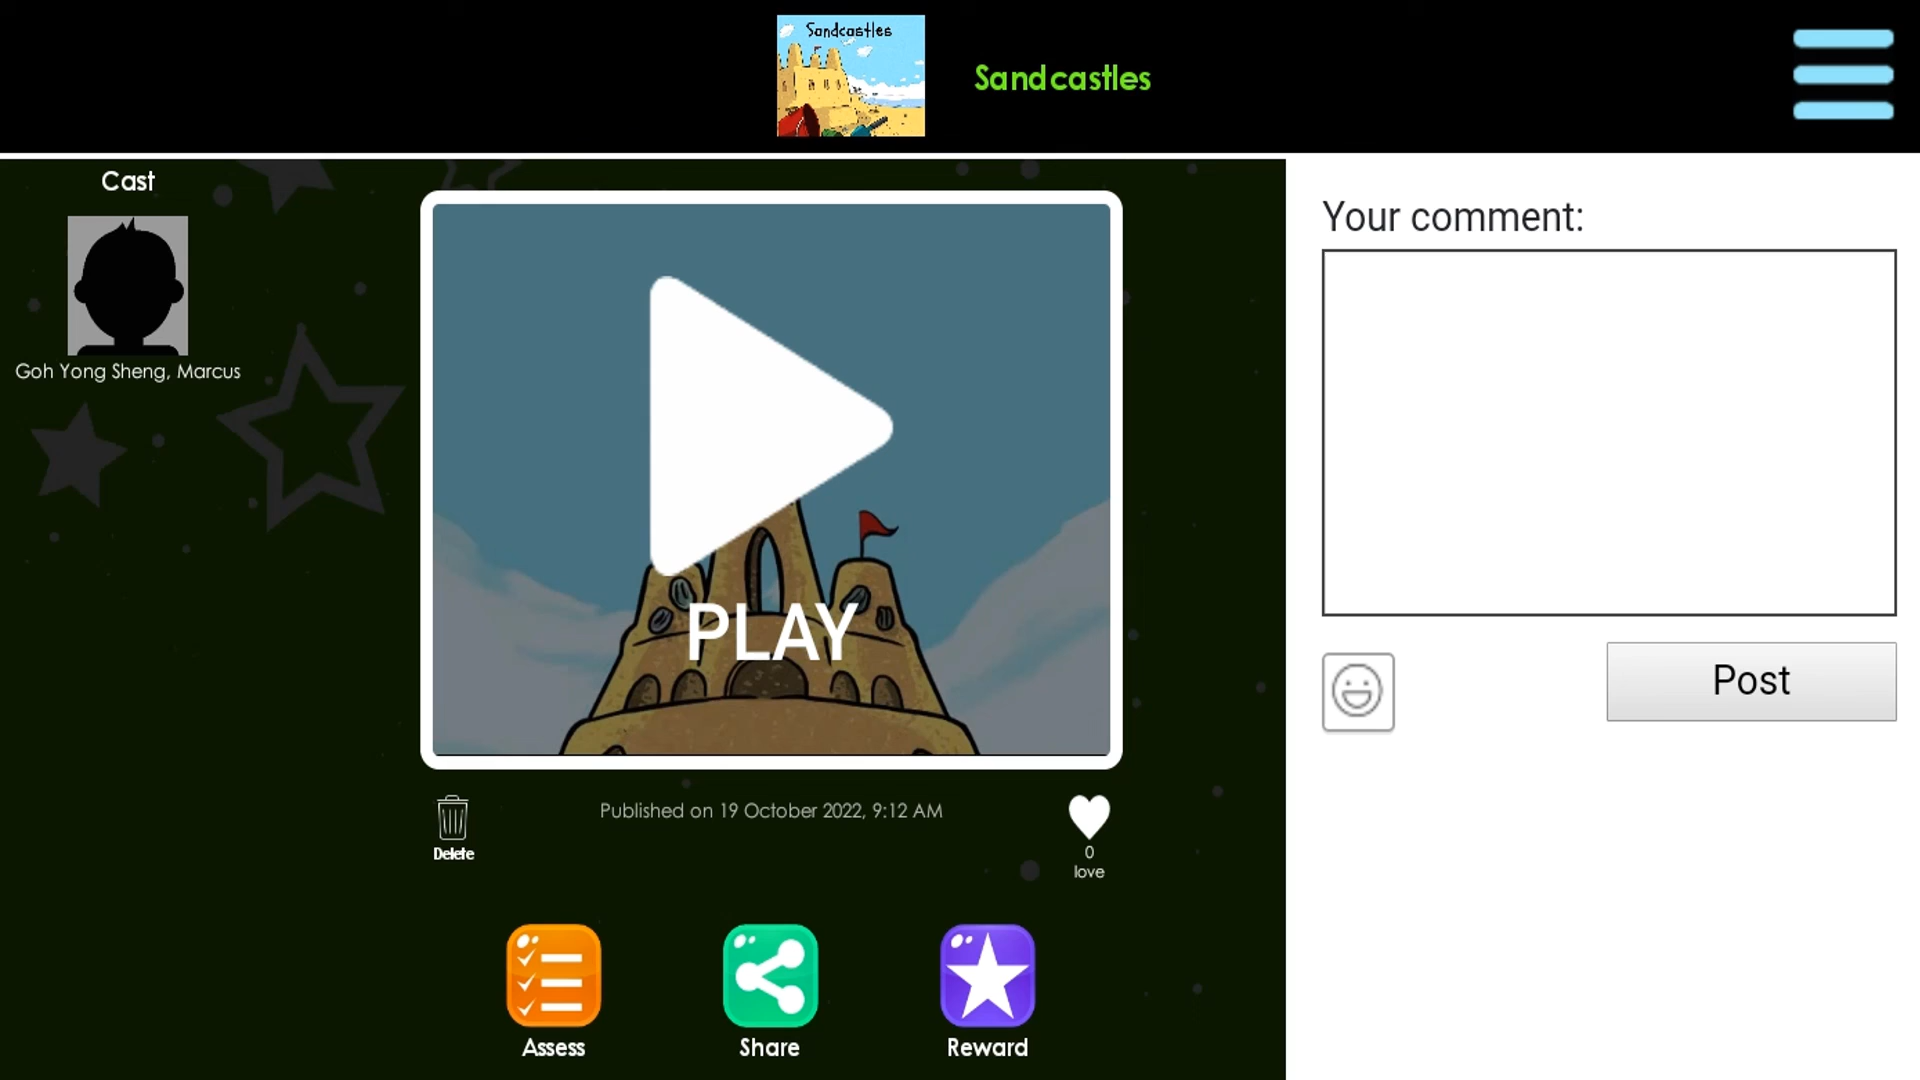 Sandcastles
Sandcastles
Cast
Goh Yong Sheng, Marcus
PLAY
Delete
Published on 19 October 2022, 9:12 AM
0
love
Assess
Share
Reward
Your comment:
Post